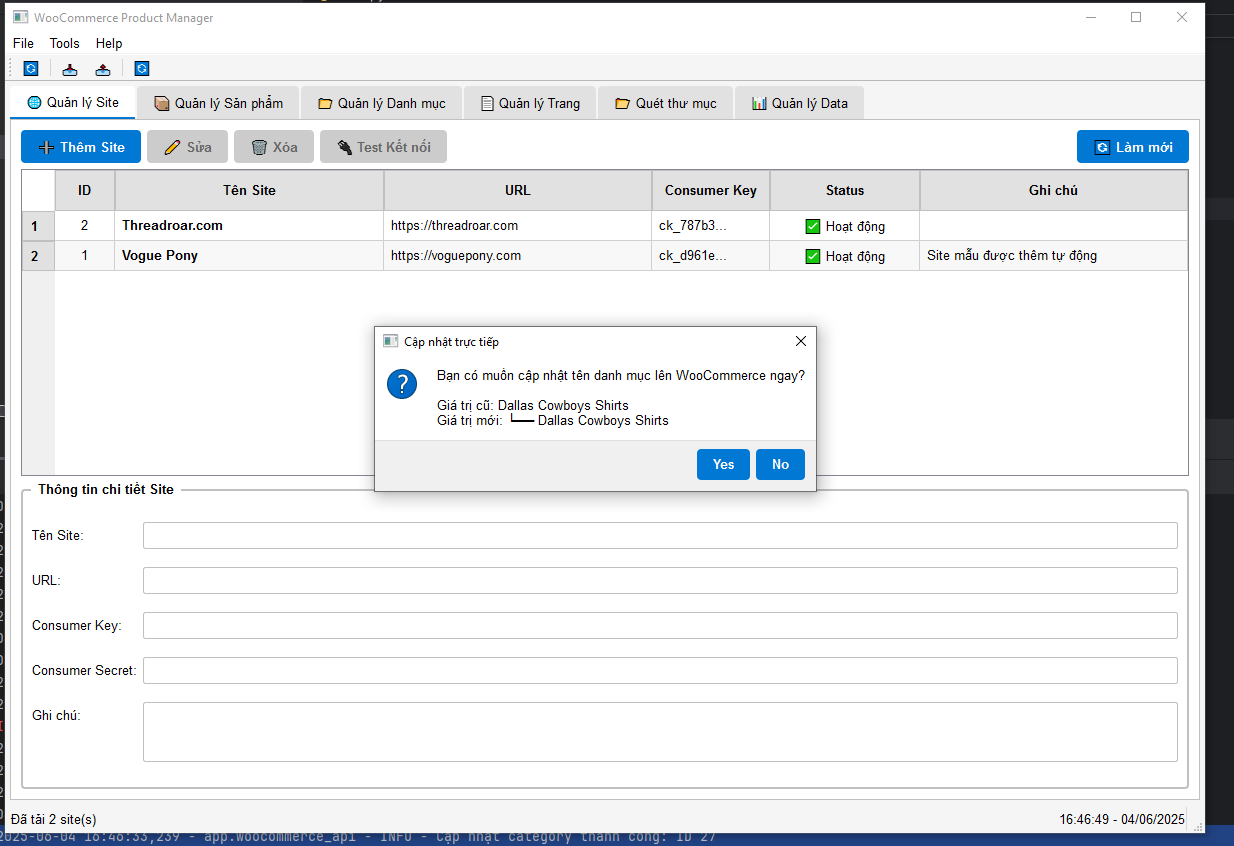 WooCommerce Product Manager
File Tools Help
Quản lý Site Quản lý Sản phẩm Quản lý Danh mục Quản lý Trang Quét thư mục Quản lý Data
Thêm Site Sửa Xóa Test Kết nối Làm mới
ID Tên Site URL Consumer Key Status Ghi chú
1 2 Threadroar.com https://threadroar.com ck_787b3... Hoạt động
2 1 Vogue Pony https://voguepony.com ck_d961e... Hoạt động Site mẫu được thêm tự động
Cập nhật trực tiếp
Bạn có muốn cập nhật tên danh mục lên WooCommerce ngay?
Giá trị cũ: Dallas Cowboys Shirts
Giá trị mới: └── Dallas Cowboys Shirts
Yes No
Thông tin chi tiết Site
Tên Site:
URL:
Consumer Key:
Consumer Secret:
Ghi chú:
Đã tải 2 site(s) 16:46:49 - 04/06/2025
2025-06-04 16:46:33,239 - app.woocommerce_api - INFO - Cập nhật category thành công: ID 27